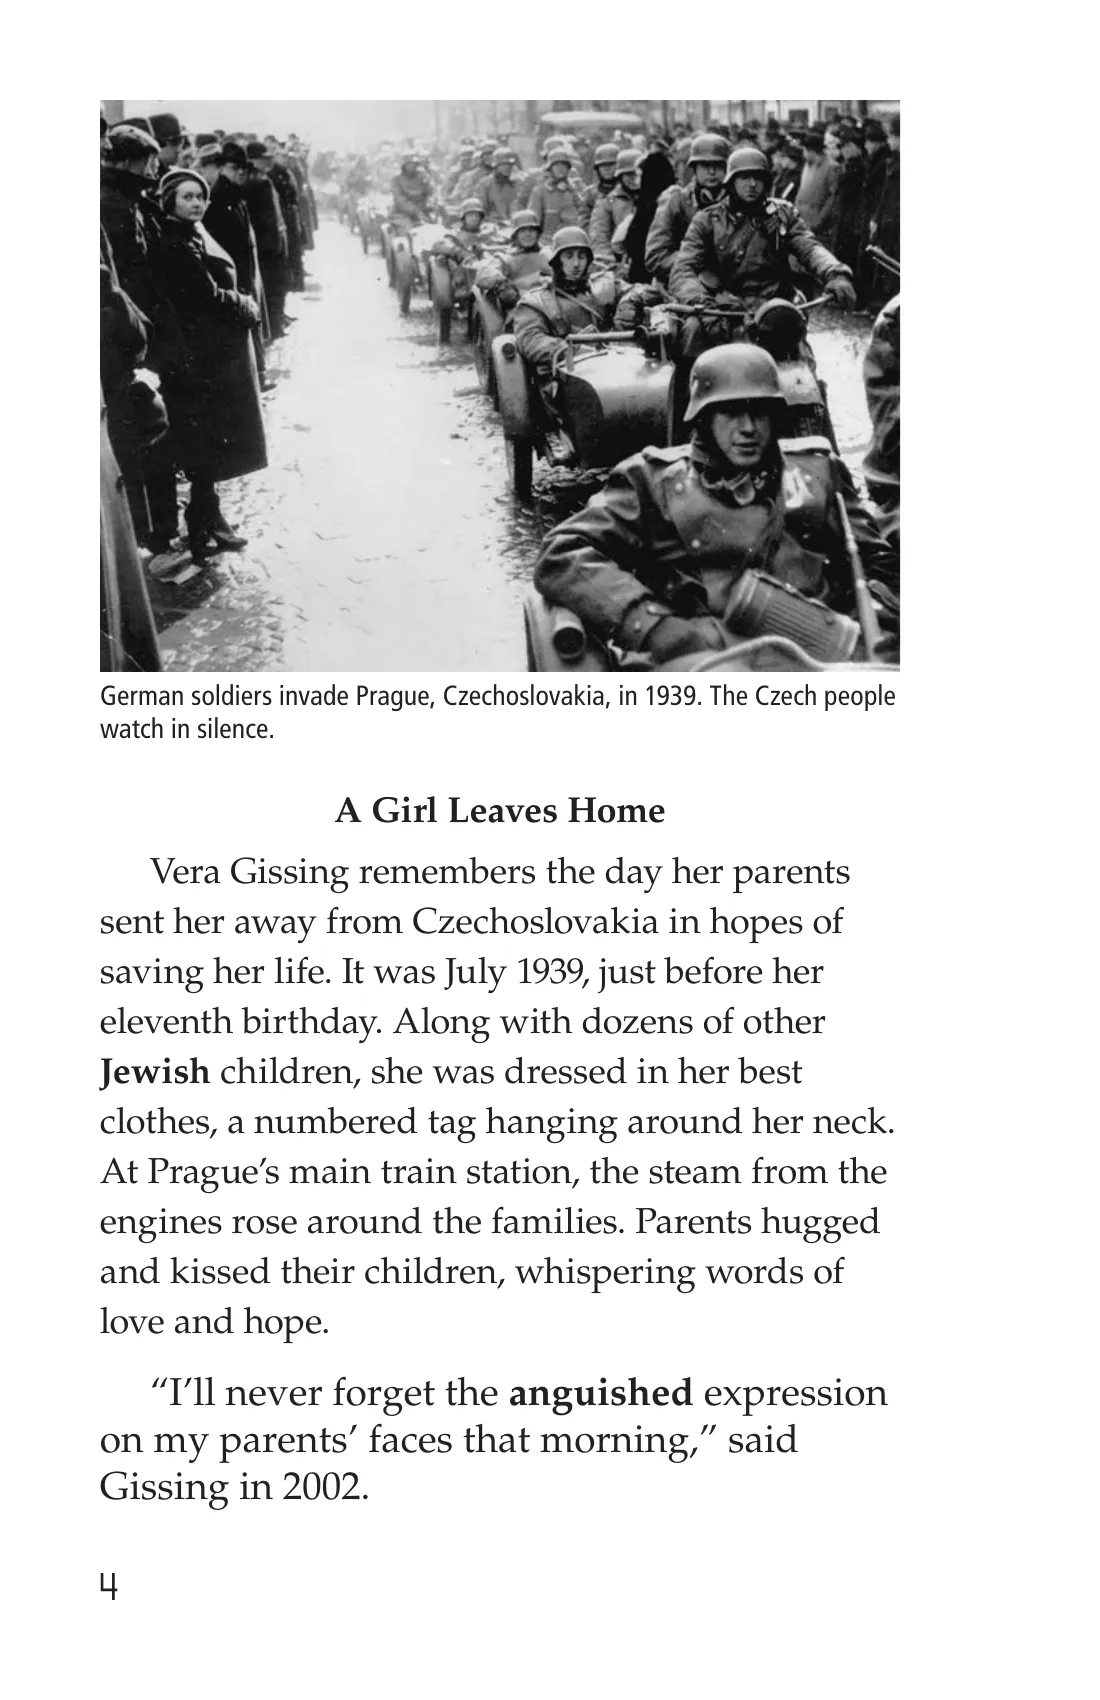 German soldiers invade Prague, Czechoslovakia, in 1939. The Czech people
watch in silence.
A Girl Leaves Home
Vera Gissing remembers the day her parents
sent her away from Czechoslovakia in hopes of
saving her life. It was July 1939, just before her
eleventh birthday. Along with dozens of other
Jewish children, she was dressed in her best
clothes, a numbered tag hanging around her neck.
At Prague’s main train station, the steam from the
engines rose around the families. Parents hugged
and kissed their children, whispering words of
love and hope.
“I’ll never forget the anguished expression
on my parents’ faces that morning,” said
Gissing in 2002.
4